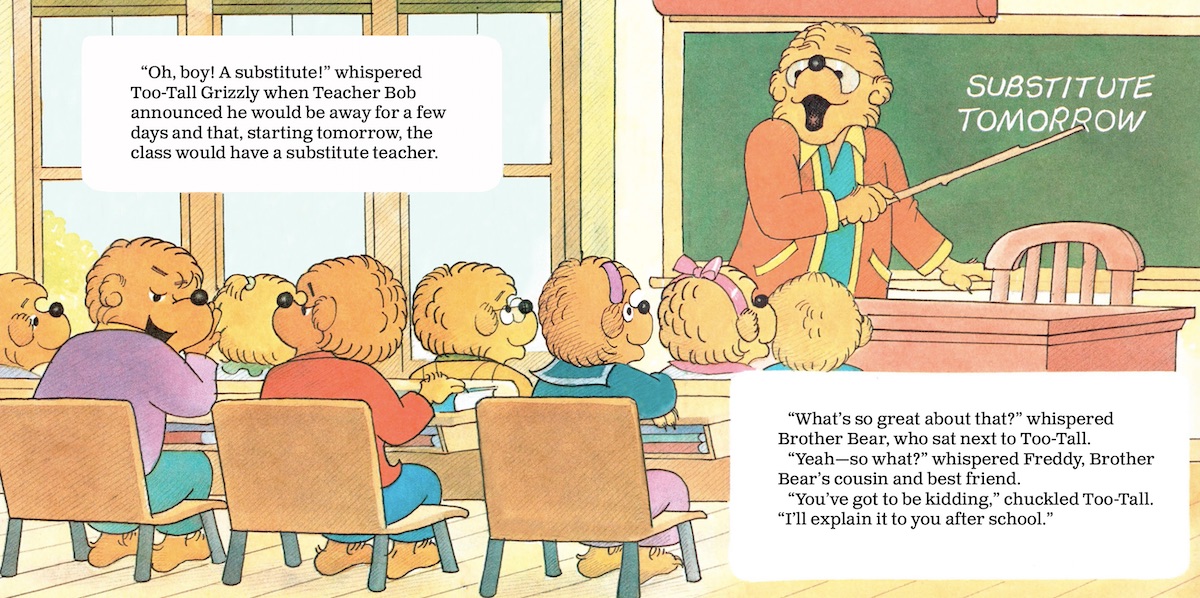 “Oh, boy! A substitute!” whispered
Too-Tall Grizzly when Teacher Bob
announced he would be away for a few
days and that, starting tomorrow, the
class would have a substitute teacher.
SUBSTITUTE
TOMORROW
“What’s so great about that?” whispered
Brother Bear, who sat next to Too-Tall.
“Yeah—so what?” whispered Freddy, Brother
Bear’s cousin and best friend.
“You’ve got to be kidding,” chuckled Too-Tall.
“I’ll explain it to you after school.”